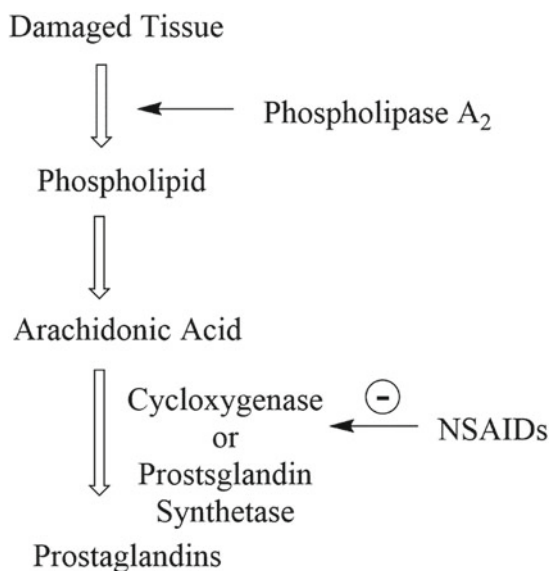 Damaged Tissue
Phospholipase A₂
Phospholipid
Arachidonic Acid
Cycloxygenase
or
Prostsglandin
Synthetase
-
NSAIDs
Prostaglandins